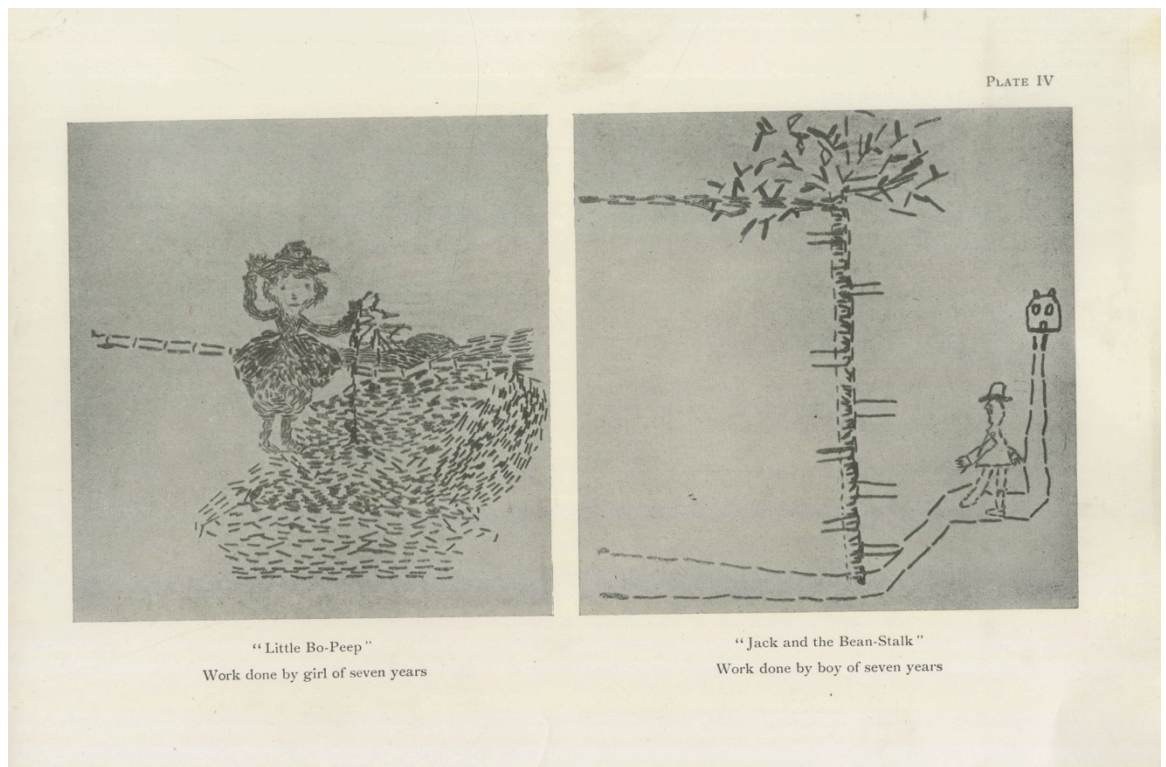 PLATE IV
“Little Bo-Peep”
Work done by girl of seven years
“Jack and the Bean-Stalk”
Work done by boy of seven years